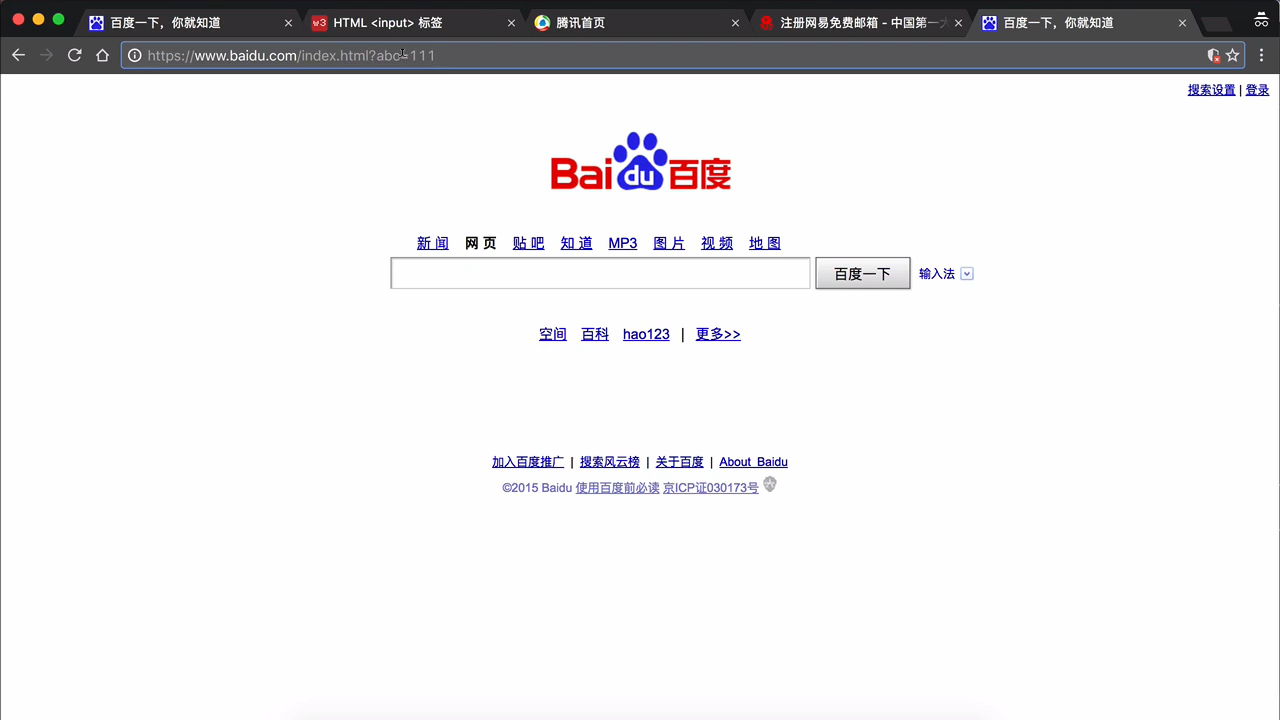 百度一下，你就知道
HTML <input> 标签
腾讯首页
注册网易免费邮箱 - 中国第一大
百度一下，你就知道
https://www.baidu.com/index.html?abc=111
搜索设置 | 登录
Bai du 百度
新 闻 网 页 贴 吧 知 道 MP3 图 片 视 频 地 图
百度一下 输入法
空间 百科 hao123 | 更多>>
加入百度推广 | 搜索风云榜 | 关于百度 | About Baidu
©2015 Baidu 使用百度前必读 京ICP证030173号